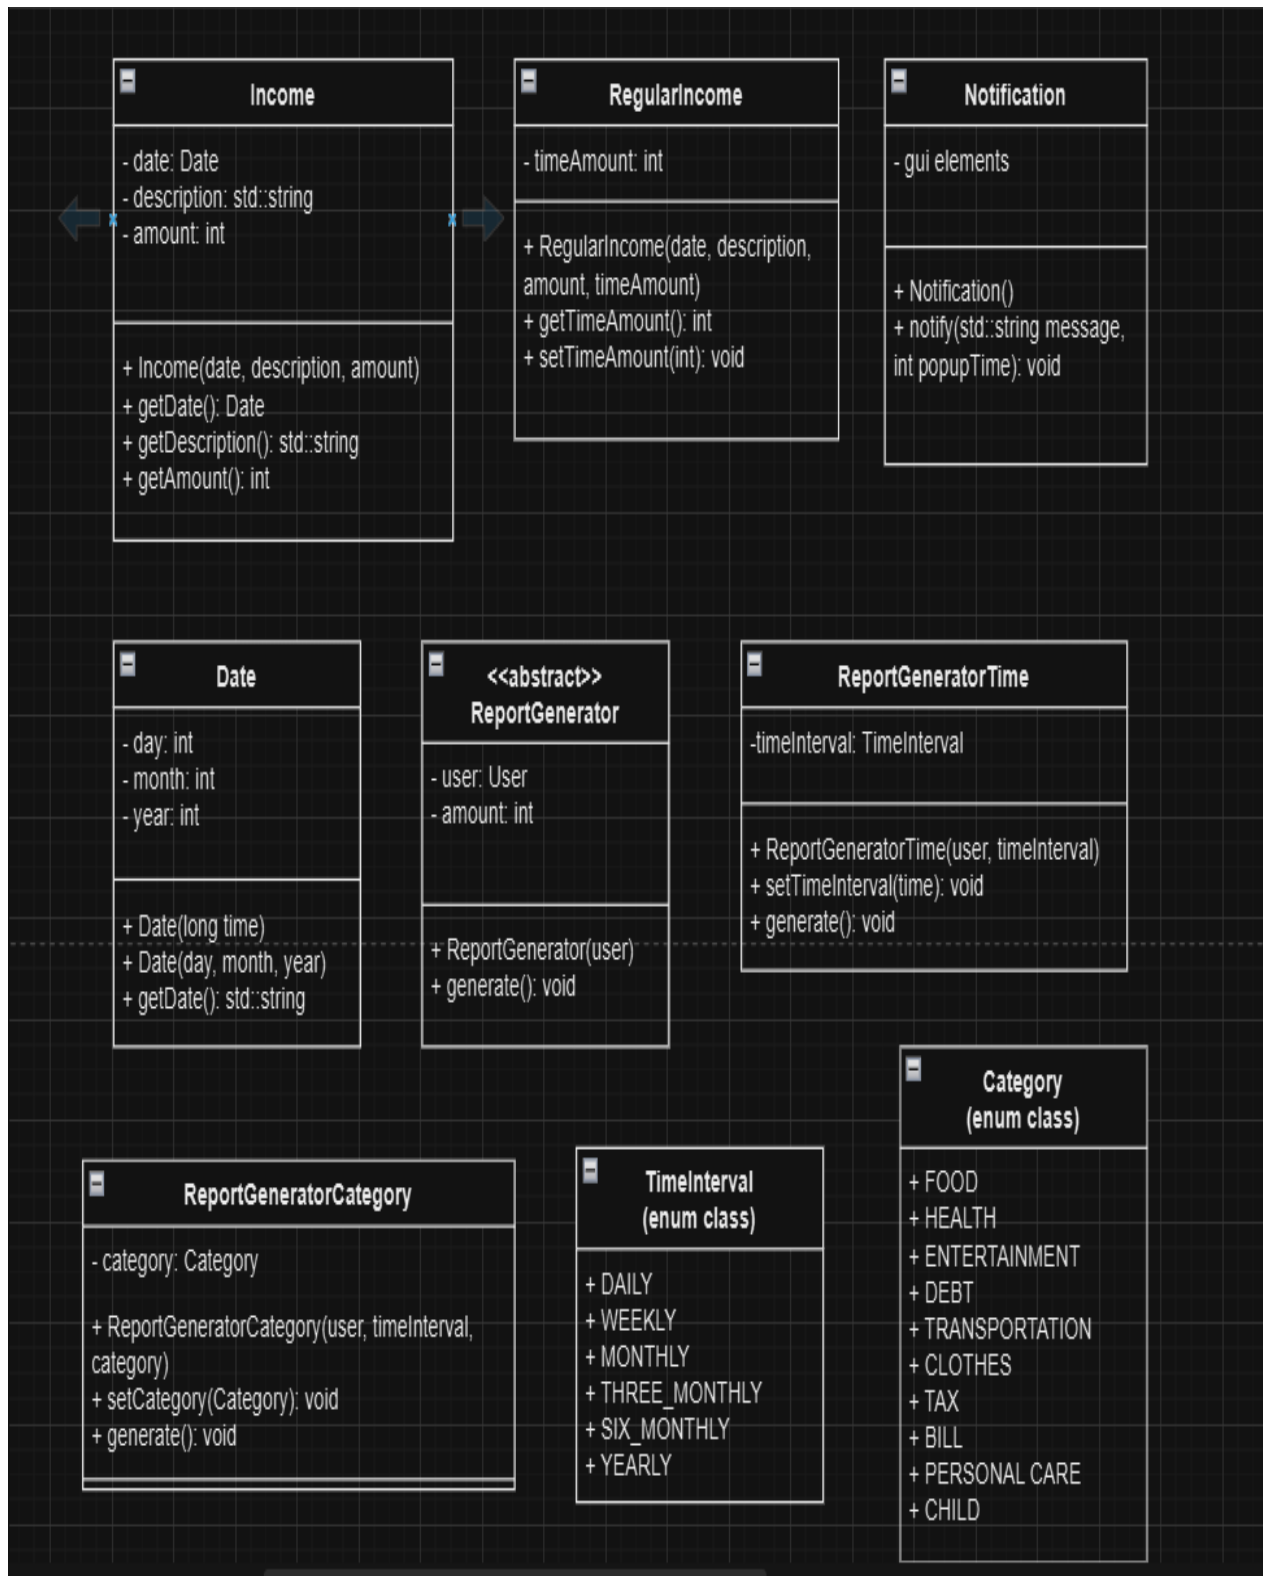 Income
- date: Date
- description: std::string
- amount: int
+ Income(date, description, amount)
+ getDate(): Date
+ getDescription(): std::string
+ getAmount(): int
RegularIncome
- timeAmount: int
+ RegularIncome(date, description,
amount, timeAmount)
+ getTimeAmount(): int
+ setTimeAmount(int): void
Notification
- gui elements
+ Notification()
+ notify(std::string message,
int popupTime): void
Date
- day: int
- month: int
- year: int
+ Date(long time)
+ Date(day, month, year)
+ getDate(): std::string
<<abstract>>
ReportGenerator
- user: User
- amount: int
+ ReportGenerator(user)
+ generate(): void
ReportGeneratorTime
-timeInterval: TimeInterval
+ ReportGeneratorTime(user, timeInterval)
+ setTimeInterval(time): void
+ generate(): void
ReportGeneratorCategory
- category: Category
+ ReportGeneratorCategory(user, timeInterval,
category)
+ setCategory(Category): void
+ generate(): void
TimeInterval
(enum class)
+ DAILY
+ WEEKLY
+ MONTHLY
+ THREE_MONTHLY
+ SIX_MONTHLY
+ YEARLY
Category
(enum class)
+ FOOD
+ HEALTH
+ ENTERTAINMENT
+ DEBT
+ TRANSPORTATION
+ CLOTHES
+ TAX
+ BILL
+ PERSONAL CARE
+ CHILD